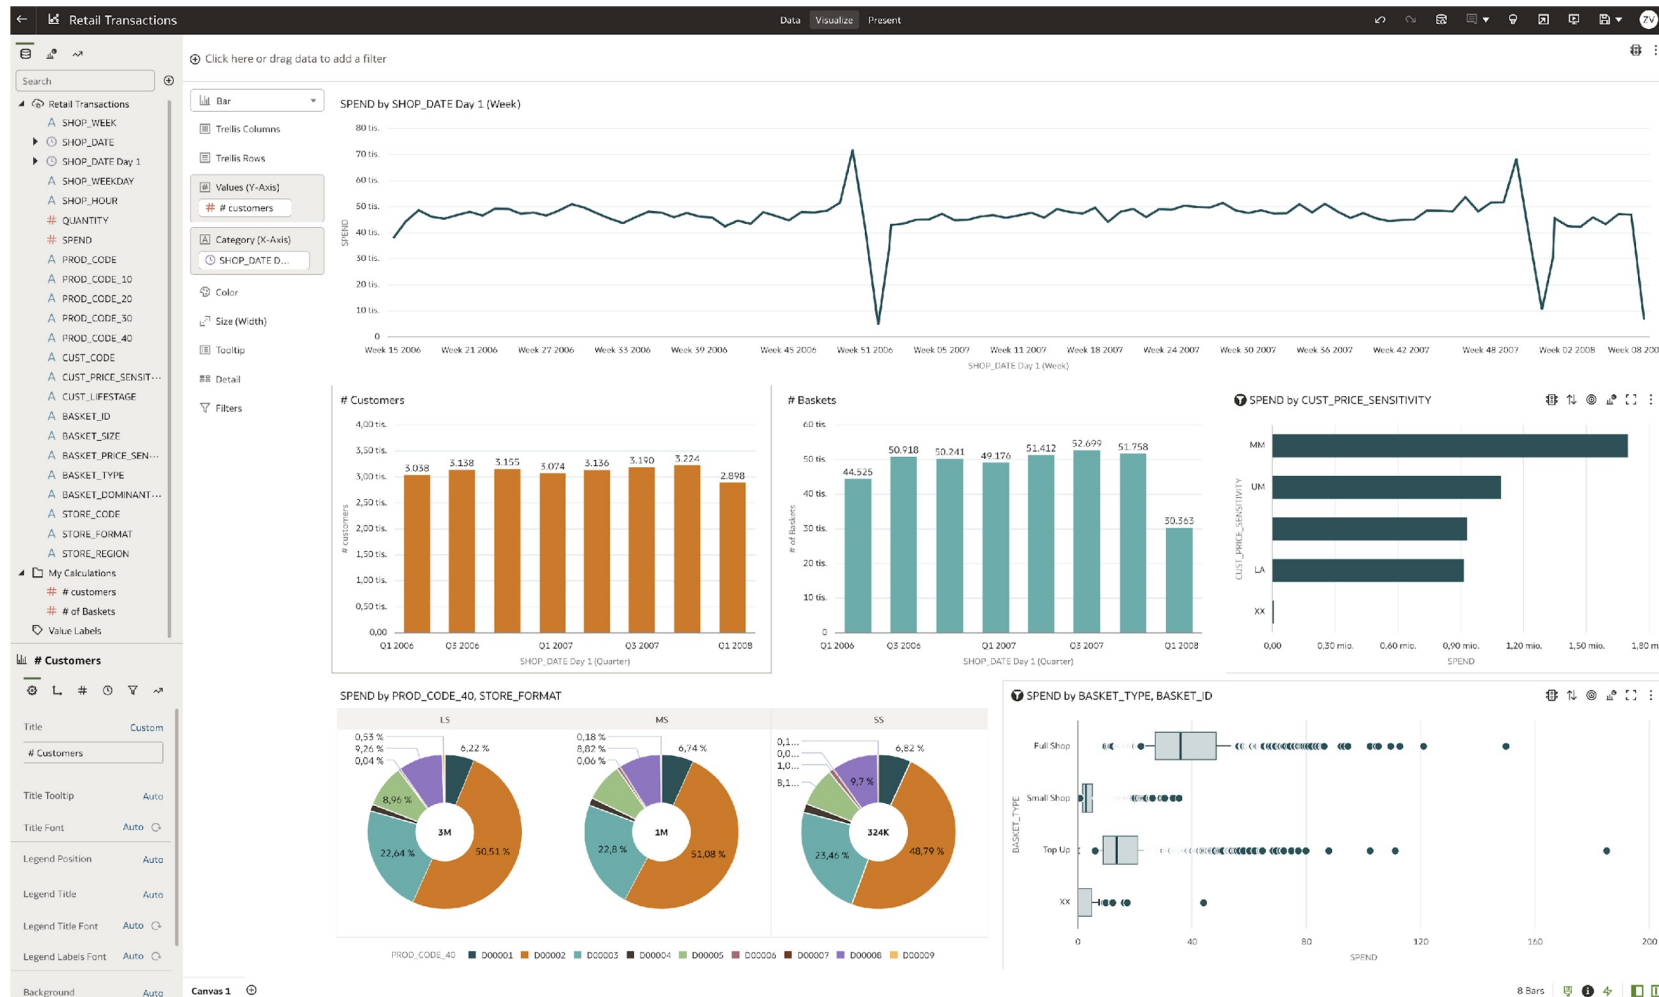 Retail Transactions
Data Visualize Present
ZV
Click here or drag data to add a filter
Search
Retail Transactions
SHOP_WEEK
SHOP_DATE
SHOP_DATE Day 1
SHOP_WEEKDAY
SHOP_HOUR
QUANTITY
SPEND
PROD_CODE
PROD_CODE_10
PROD_CODE_20
PROD_CODE_30
PROD_CODE_40
CUST_CODE
CUST_PRICE_SENSIT...
CUST_LIFESTAGE
BASKET_ID
BASKET_SIZE
BASKET_PRICE_SEN...
BASKET_TYPE
BASKET_DOMINANT...
STORE_CODE
STORE_FORMAT
STORE_REGION
My Calculations
# customers
# of Baskets
Value Labels
# Customers
Title Custom
# Customers
Title Tooltip Auto
Title Font Auto
Legend Position Auto
Legend Title Auto
Legend Title Font Auto
Legend Labels Font Auto
Background Auto
Bar
Trellis Columns
Trellis Rows
Values (Y-Axis)
# customers
Category (X-Axis)
SHOP_DATE D...
Color
Size (Width)
Tooltip
Detail
Filters
SPEND by SHOP_DATE Day 1 (Week)
80 tis.
70 tis.
60 tis.
50 tis.
40 tis.
30 tis.
20 tis.
10 tis.
0
SPEND
Week 15 2006 Week 21 2006 Week 27 2006 Week 33 2006 Week 39 2006 Week 45 2006 Week 51 2006 Week 05 2007 Week 11 2007 Week 18 2007 Week 24 2007 Week 30 2007 Week 36 2007 Week 42 2007 Week 48 2007 Week 02 2008 Week 08 200
SHOP_DATE Day 1 (Week)
# Customers
4,00 tis.
3,50 tis.
3,00 tis.
2,50 tis.
2,00 tis.
1,50 tis.
1,00 tis.
0,50 tis.
0,00
# customers
3.038 3.138 3.155 3.074 3.136 3.190 3.224 2.898
Q1 2006 Q3 2006 Q1 2007 Q3 2007 Q1 2008
SHOP_DATE Day 1 (Quarter)
# Baskets
60 tis.
50 tis.
40 tis.
30 tis.
20 tis.
10 tis.
0
# of Baskets
44.525 50.918 50.241 49.176 51.412 52.699 51.758 30.363
Q1 2006 Q3 2006 Q1 2007 Q3 2007 Q1 2008
SHOP_DATE Day 1 (Quarter)
SPEND by CUST_PRICE_SENSITIVITY
CUST_PRICE_SENSITIVITY
MM
UM
LA
XX
0,00 0,30 mio. 0,60 mio. 0,90 mio. 1,20 mio. 1,50 mio. 1,80 m
SPEND
SPEND by PROD_CODE_40, STORE_FORMAT
LS MS SS
0,53 %
9,26 %
0,04 %
6,22 %
8,96 %
3M
22,64 %
50,51 %
0,18 %
8,82 %
0,06 %
6,74 %
1M
22,8 %
51,08 %
0,1...
0,0...
1,0...
8,1...
6,82 %
9,7 %
324K
23,46 %
48,79 %
PROD_CODE_40 D00001 D00002 D00003 D00004 D00005 D00006 D00007 D00008 D00009
SPEND by BASKET_TYPE, BASKET_ID
BASKET_TYPE
Full Shop
Small Shop
Top Up
XX
0 40 80 120 160 200
SPEND
Canvas 1
8 Bars